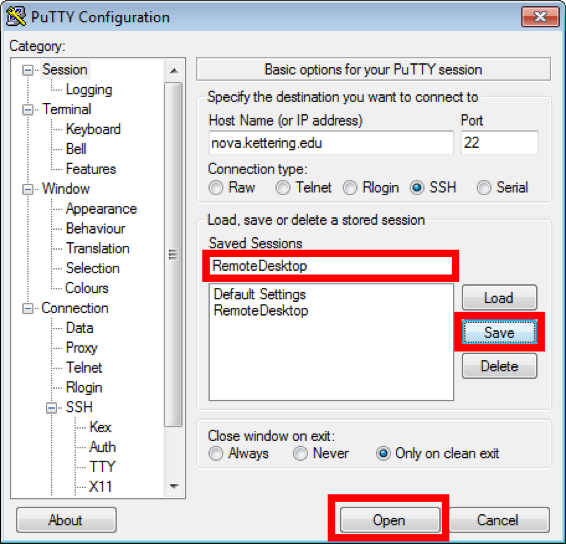 PuTTY Configuration
Category:
Session
Logging
Terminal
Keyboard
Bell
Features
Window
Appearance
Behaviour
Translation
Selection
Colours
Connection
Data
Proxy
Telnet
Rlogin
SSH
Kex
Auth
TTY
X11
Basic options for your PuTTY session
Specify the destination you want to connect to
Host Name (or IP address) Port
nova.kettering.edu 22
Connection type:
Raw Telnet Rlogin SSH Serial
Load, save or delete a stored session
Saved Sessions
RemoteDesktop
Default Settings
RemoteDesktop
Load
Save
Delete
Close window on exit:
Always Never Only on clean exit
About Open Cancel